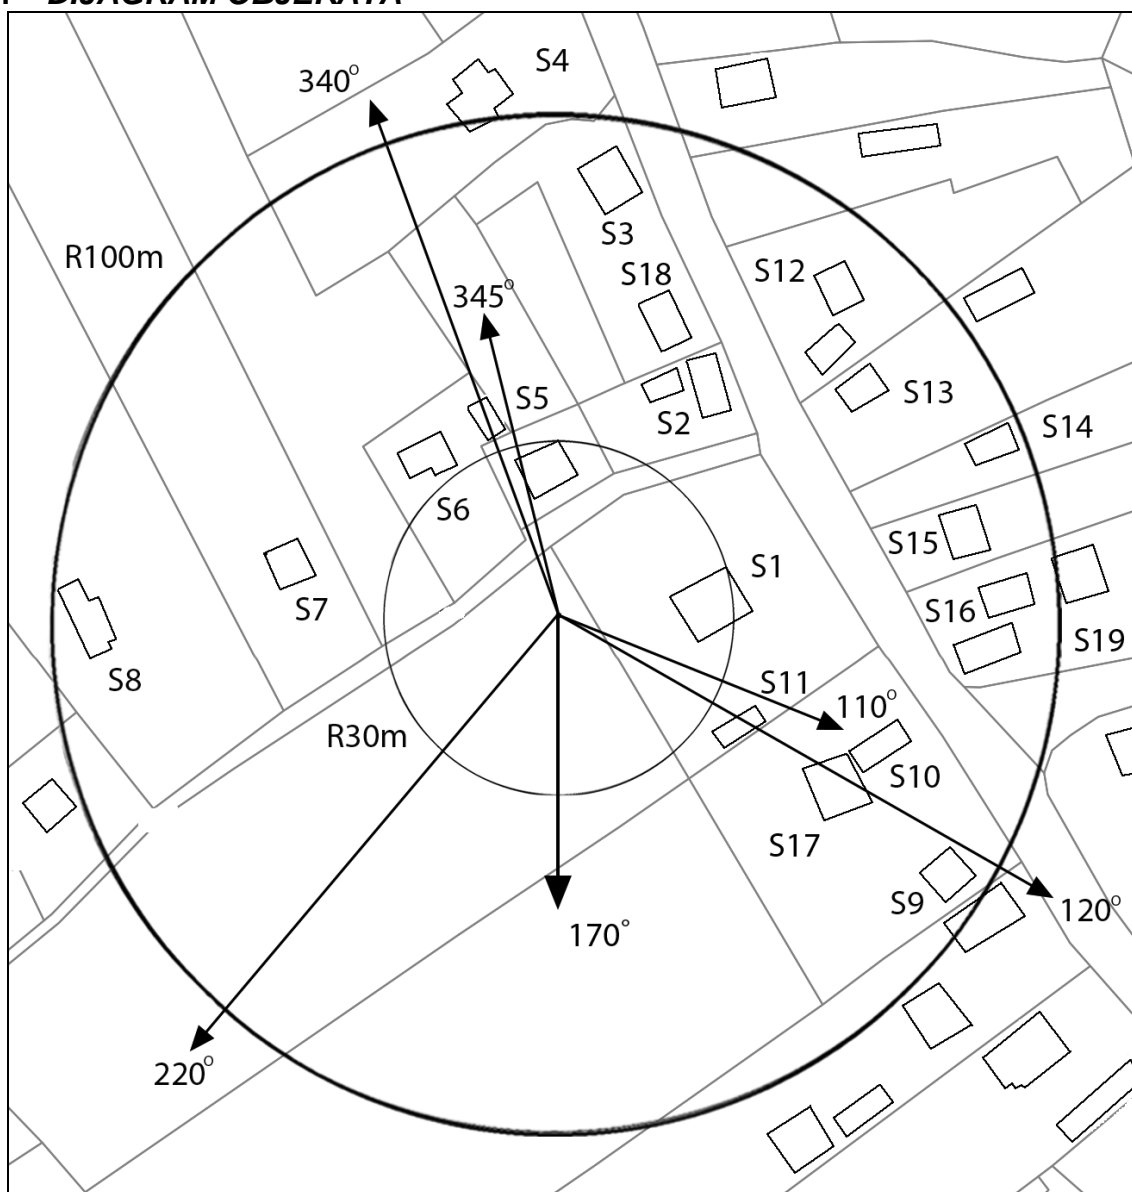 DIJAGRAM OBJEKATA
S4
340°
S3
R100m
S18
S12
345°
S5
S13
S2
S14
S6
S15
S1
S7
S16
S19
S8
S11
110°
R30m
S10
S17
S9
120°
170°
220°